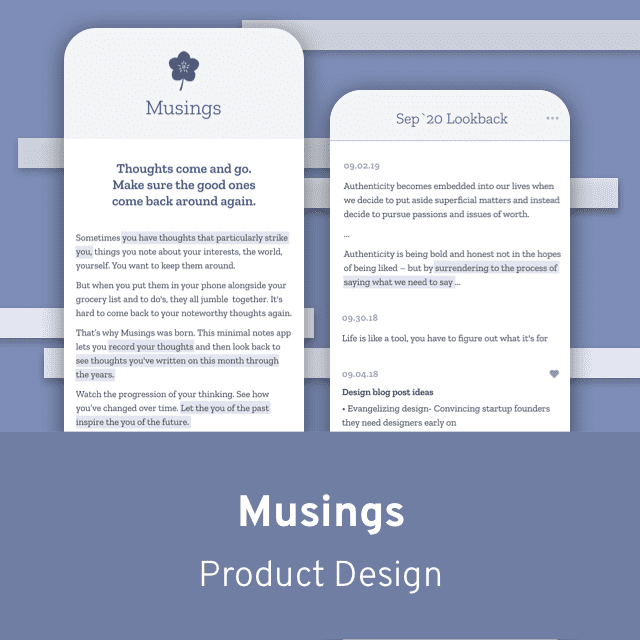 Musings
Thoughts come and go.
Make sure the good ones
come back around again.
Sometimes you have thoughts that particularly strike
you, things you note about your interests, the world,
yourself. You want to keep them around.
But when you put them in your phone alongside your
grocery list and to do's, they all jumble together. It's
hard to come back to your noteworthy thoughts again.
That's why Musings was born. This minimal notes app
lets you record your thoughts and then look back to
see thoughts you've written on this month through
the years.
Watch the progression of your thinking. See how
you've changed over time. Let the you of the past
inspire the you of the future.
Sep `20 Lookback
09.02.19
Authenticity becomes embedded into our lives when
we decide to put aside superficial matters and instead
decide to pursue passions and issues of worth.
...
Authenticity is being bold and honest not in the hopes
of being liked – but by surrendering to the process of
saying what we need to say ...
09.30.18
Life is like a tool, you have to figure out what it's for
09.04.18
Design blog post ideas
• Evangelizing design- Convincing startup founders
they need designers early on
Musings
Product Design